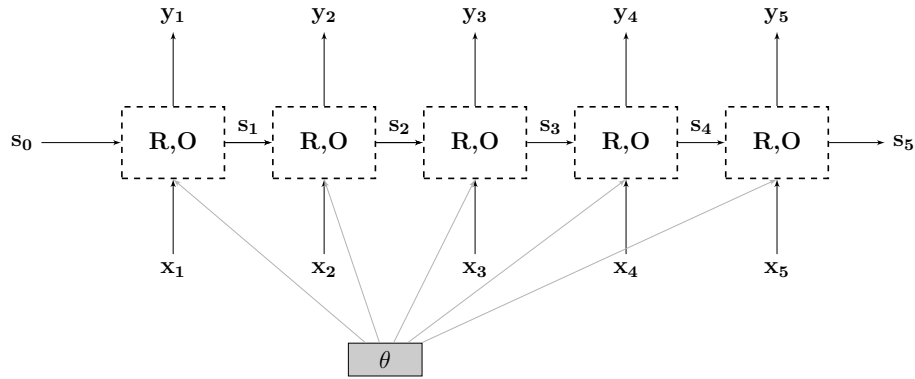 y₁ y₂ y₃ y₄ y₅
s₀ R,O s₁ R,O s₂ R,O s₃ R,O s₄ R,O s₅
x₁ x₂ x₃ x₄ x₅
θ